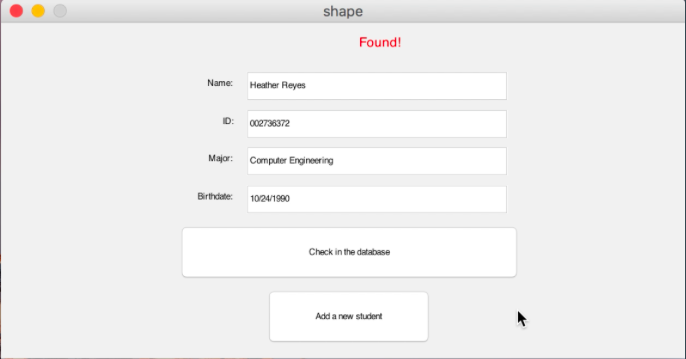 shape
Found!
Name: Heather Reyes
ID: 002736372
Major: Computer Engineering
Birthdate: 10/24/1990
Check in the database
Add a new student